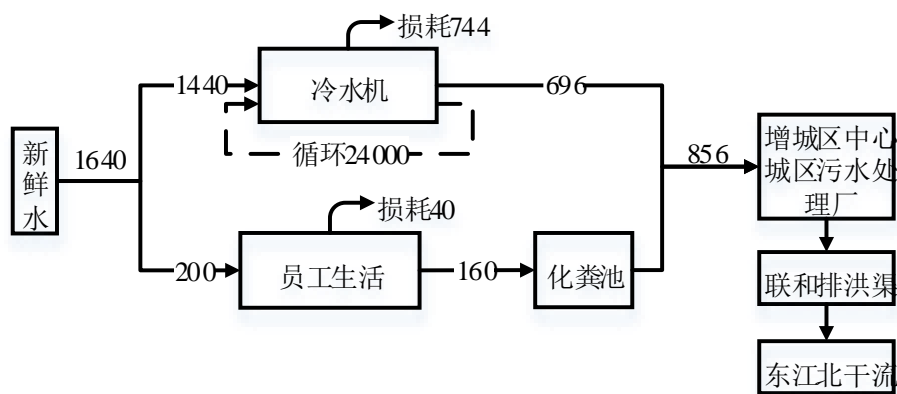 损耗744
1440
冷水机
696
循环24000
新鲜水
1640
增城区中心
城区污水处
理厂
856
损耗40
200
员工生活
160
化粪池
联和排洪渠
东江北干流